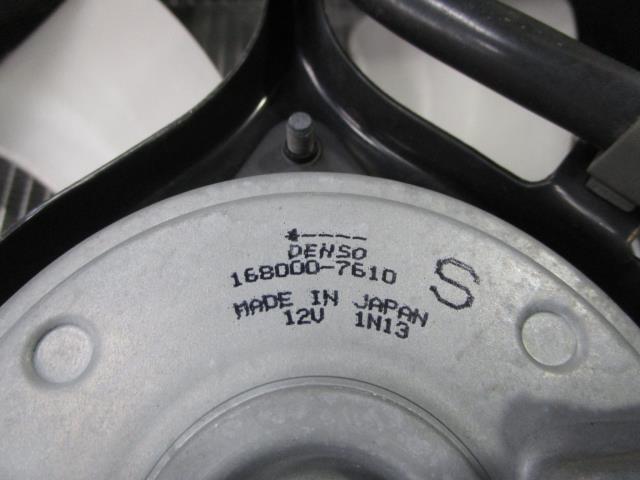 DENSO
168000-7610
MADE IN JAPAN
12V 1N13
S